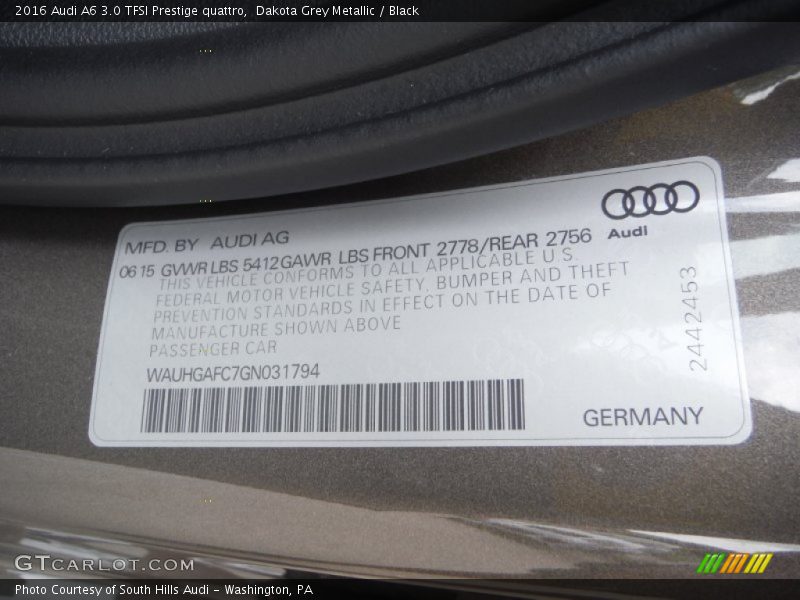 2016 Audi A6 3.0 TFSI Prestige quattro,  Dakota Grey Metallic / Black
MFD. BY AUDI AG
Audi
06 15 GVWR LBS 5412 GAWR LBS FRONT 2778/REAR 2756
THIS VEHICLE CONFORMS TO ALL APPLICABLE U.S.
FEDERAL MOTOR VEHICLE SAFETY, BUMPER AND THEFT
PREVENTION STANDARDS IN EFFECT ON THE DATE OF
MANUFACTURE SHOWN ABOVE
PASSENGER CAR
2442453
WAUHGAFC7GN031794
GERMANY
GTCARLOT.COM
Photo Courtesy of South Hills Audi - Washington, PA